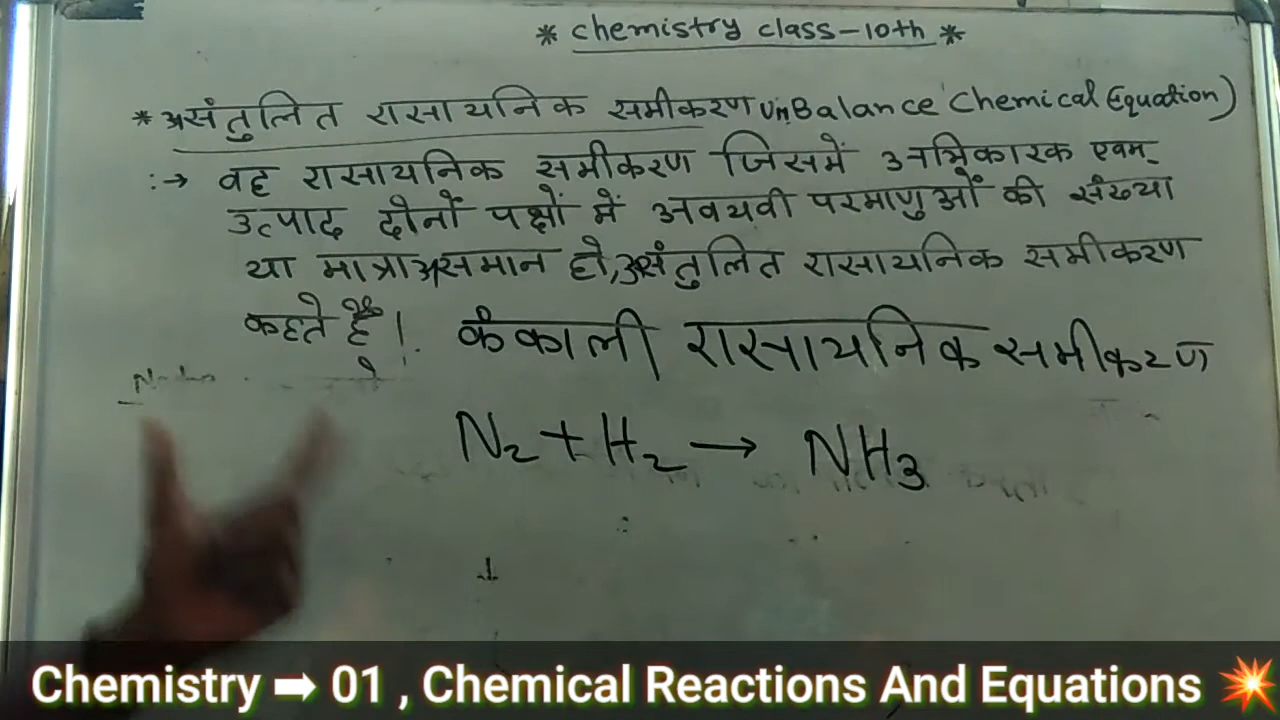 * Chemistry class-10th *
* असंतुलित रासायनिक समीकरण UnBalance Chemical Equation)
:→ वह रासायनिक समीकरण जिसमें अभिकारक एवम्
उत्पाद दोनों पक्षों में अवयवी परमाणुओं की संख्या
या मात्रा असमान हो, असंतुलित रासायनिक समीकरण
कहते हैं। कंकाली रासायनिक समीकरण
N₂ + H₂ → NH₃
Chemistry ➡ 01 , Chemical Reactions And Equations 💥